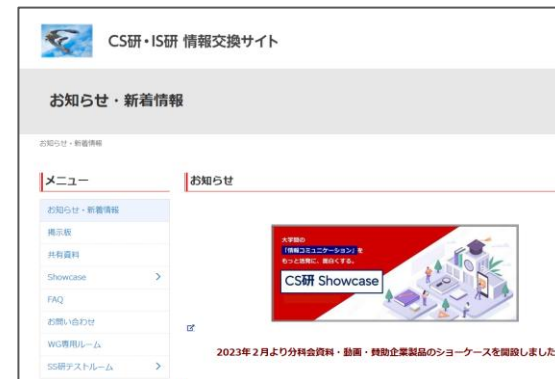 CS研・IS研 情報交換サイト
お知らせ・新着情報
お知らせ・新着情報
メニュー
お知らせ・新着情報
掲示板
共有資料
Showcase
FAQ
お問い合わせ
WG専用ルーム
SS研テストルーム
お知らせ
大学間の
「情報コミュニケーション」を
もっと活発に、面白くする。
CS研 Showcase
2023年2月より分科会資料・動画・賛助企業製品のショーケースを開設しました